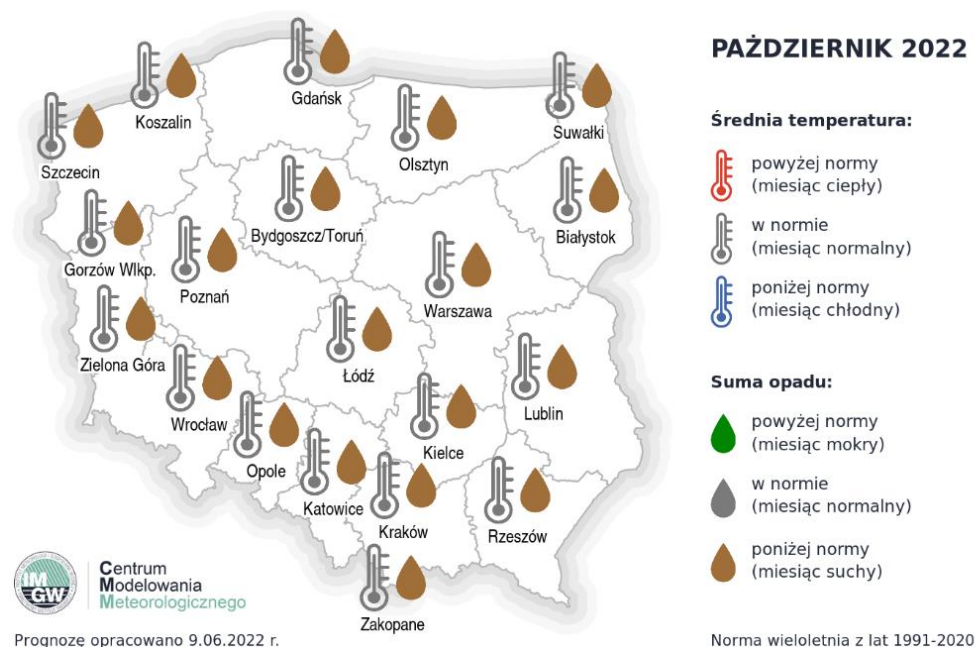 PAŹDZIERNIK 2022
Gdańsk
Koszalin
Suwałki
Olsztyn
Szczecin
Bydgoszcz/Toruń
Białystok
Gorzów Wlkp.
Poznań
Warszawa
Zielona Góra
Łódź
Lublin
Wrocław
Kielce
Opole
Katowice
Kraków
Rzeszów
Zakopane
Średnia temperatura:
powyżej normy
(miesiąc ciepły)
w normie
(miesiąc normalny)
poniżej normy
(miesiąc chłodny)
Suma opadu:
powyżej normy
(miesiąc mokry)
w normie
(miesiąc normalny)
poniżej normy
(miesiąc suchy)
IM
GW
Centrum
Modelowania
Meteorologicznego
Prognozę opracowano 9.06.2022 r.
Norma wieloletnia z lat 1991-2020